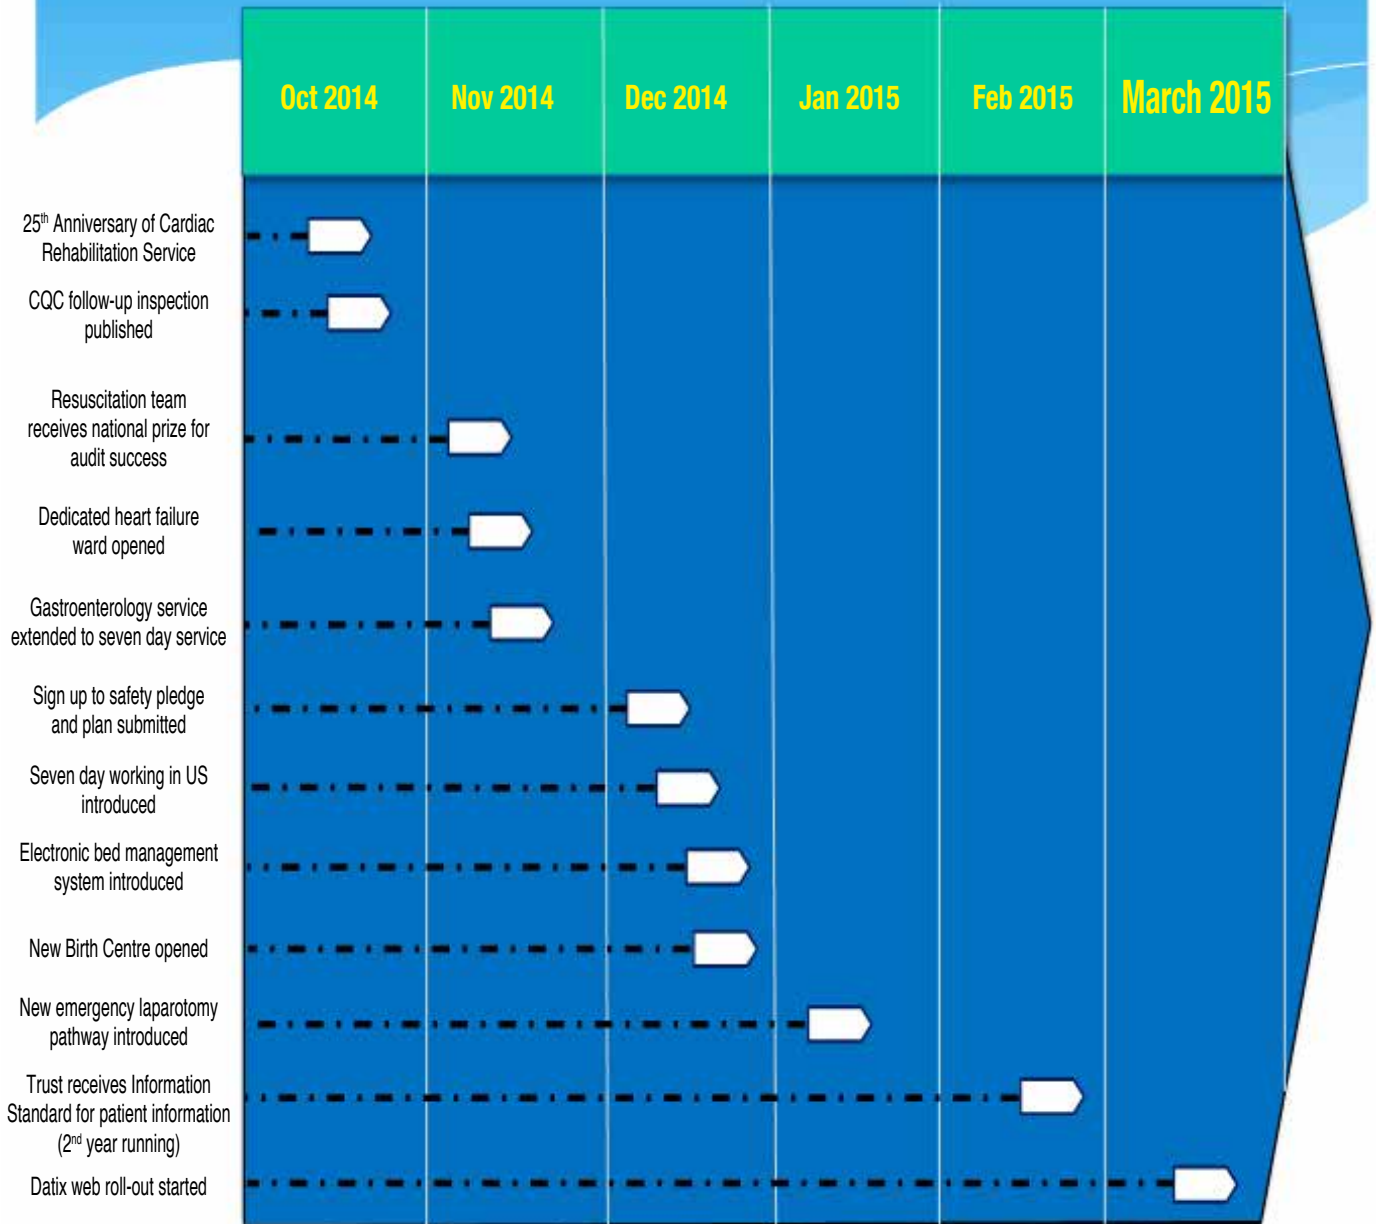 Oct 2014 Nov 2014 Dec 2014 Jan 2015 Feb 2015 March 2015
25th Anniversary of Cardiac
Rehabilitation Service
CQC follow-up inspection
published
Resuscitation team
receives national prize for
audit success
Dedicated heart failure
ward opened
Gastroenterology service
extended to seven day service
Sign up to safety pledge
and plan submitted
Seven day working in US
introduced
Electronic bed management
system introduced
New Birth Centre opened
New emergency laparotomy
pathway introduced
Trust receives Information
Standard for patient information
(2nd year running)
Datix web roll-out started